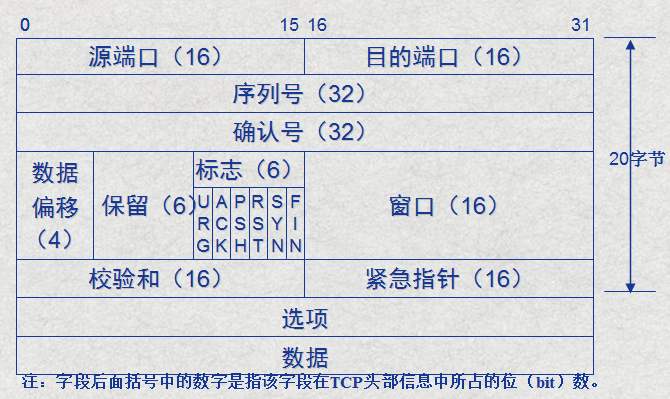 0 15 16 31
源端口（16） 目的端口（16）
序列号（32）
确认号（32）
20字节
数据
偏移
（4）
保留（6）
标志（6）
URG ACK PSH RST SYN FIN
窗口（16）
校验和（16） 紧急指针（16）
选项
数据
注：字段后面括号中的数字是指该字段在TCP头部信息中所占的位（bit）数。